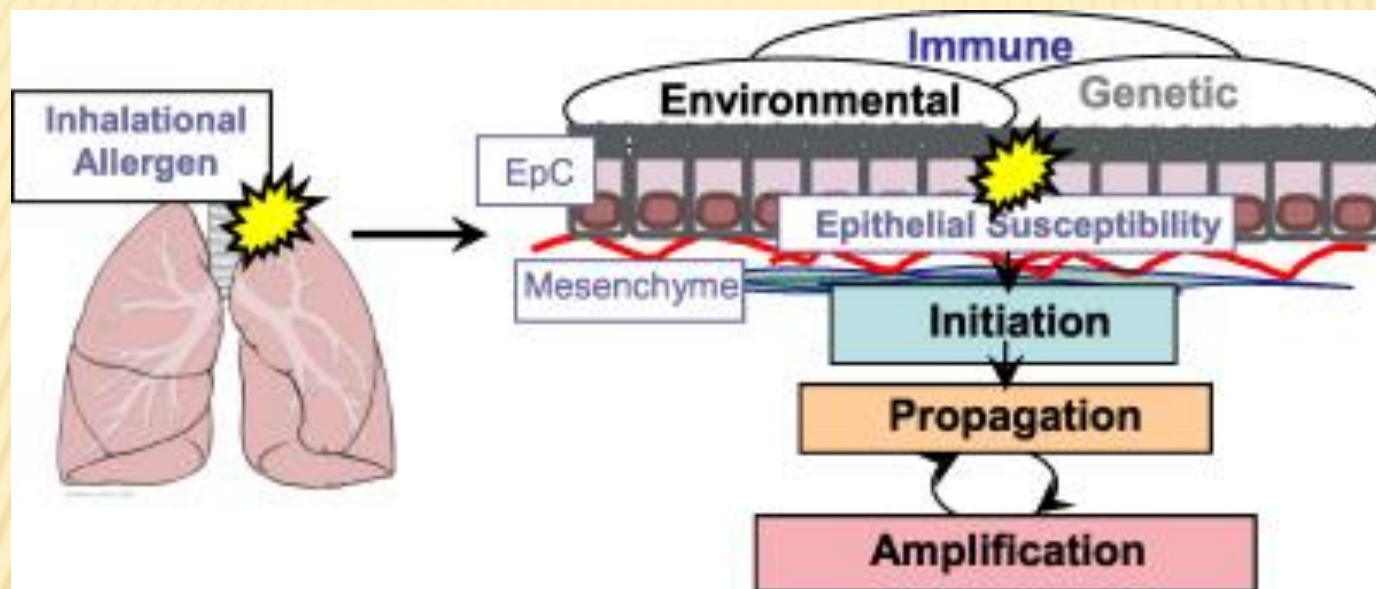 Inhalational
Allergen
Immune
Environmental
Genetic
EpC
Epithelial Susceptibility
Mesenchyme
Initiation
Propagation
Amplification